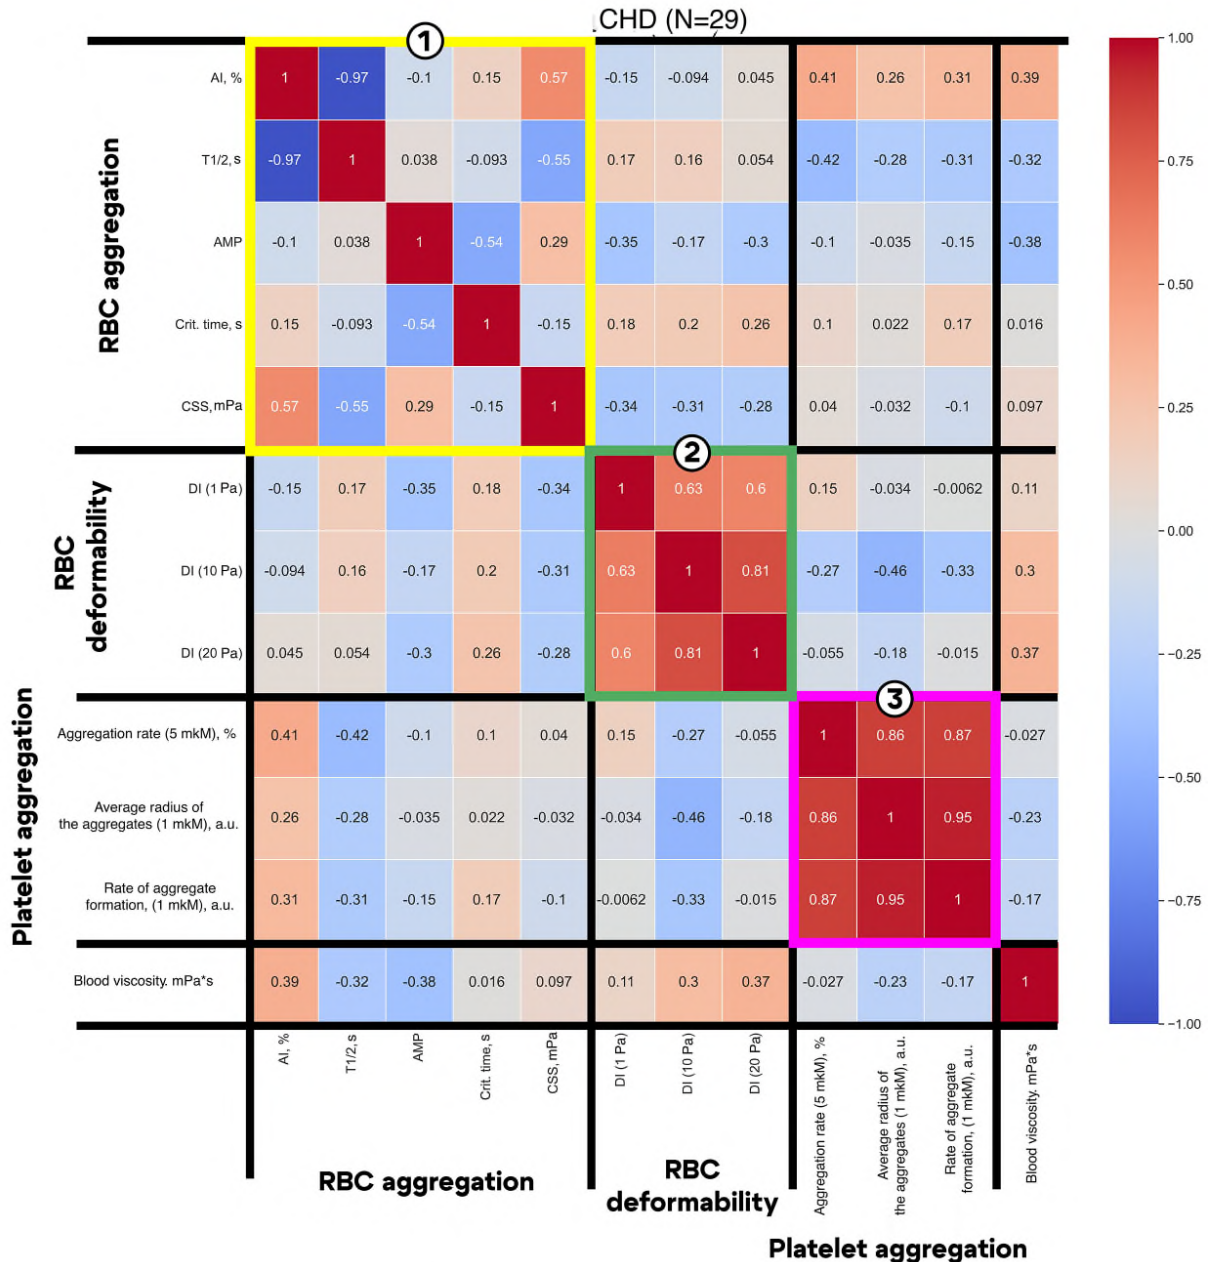 CHD (N=29)
1
RBC aggregation
AI, % 1 -0.97 -0.1 0.15 0.57 -0.15 -0.094 0.045 0.41 0.26 0.31 0.39
T1/2, s -0.97 1 0.038 -0.093 -0.55 0.17 0.16 0.054 -0.42 -0.28 -0.31 -0.32
AMP -0.1 0.038 1 -0.54 0.29 -0.35 -0.17 -0.3 -0.1 -0.035 -0.15 -0.38
Crit. time, s 0.15 -0.093 -0.54 1 -0.15 0.18 0.2 0.26 0.1 0.022 0.17 0.016
CSS, mPa 0.57 -0.55 0.29 -0.15 1 -0.34 -0.31 -0.28 0.04 -0.032 -0.1 0.097
2
RBC
deformability
DI (1 Pa) -0.15 0.17 -0.35 0.18 -0.34 1 0.63 0.6 0.15 -0.034 -0.0062 0.11
DI (10 Pa) -0.094 0.16 -0.17 0.2 -0.31 0.63 1 0.81 -0.27 -0.46 -0.33 0.3
DI (20 Pa) 0.045 0.054 -0.3 0.26 -0.28 0.6 0.81 1 -0.055 -0.18 -0.015 0.37
3
Platelet aggregation
Aggregation rate (5 mkM), % 0.41 -0.42 -0.1 0.1 0.04 0.15 -0.27 -0.055 1 0.86 0.87 -0.027
Average radius of
the aggregates (1 mkM), a.u. 0.26 -0.28 -0.035 0.022 -0.032 -0.034 -0.46 -0.18 0.86 1 0.95 -0.23
Rate of aggregate
formation, (1 mkM), a.u. 0.31 -0.31 -0.15 0.17 -0.1 -0.0062 -0.33 -0.015 0.87 0.95 1 -0.17
Blood viscosity. mPa*s 0.39 -0.32 -0.38 0.016 0.097 0.11 0.3 0.37 -0.027 -0.23 -0.17 1
AI, %
T1/2, s
AMP
Crit. time, s
CSS, mPa
DI (1 Pa)
DI (10 Pa)
DI (20 Pa)
Aggregation rate (5 mkM), %
Average radius of
the aggregates (1 mkM), a.u.
Rate of aggregate
formation, (1 mkM), a.u.
Blood viscosity. mPa*s
RBC aggregation
RBC
deformability
Platelet aggregation
1.00
0.75
0.50
0.25
0.00
-0.25
-0.50
-0.75
-1.00